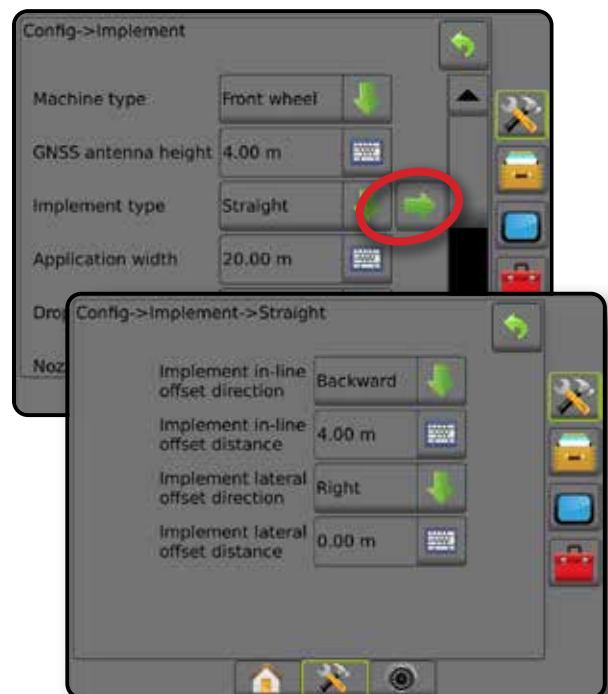 Config->Implement
Machine type Front wheel
GNSS antenna height 4.00 m
Implement type Straight
Application width 20.00 m
Config->Implement->Straight
Implement in-line
offset direction Backward
Implement in-line
offset distance 4.00 m
Implement lateral
offset direction Right
Implement lateral
offset distance 0.00 m